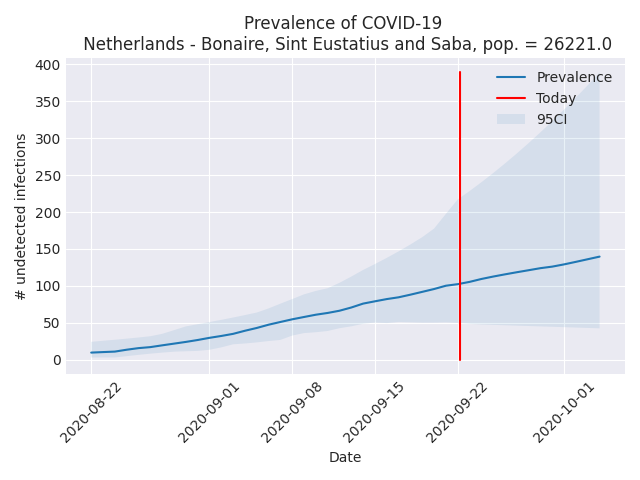 Prevalence of COVID-19
Netherlands - Bonaire, Sint Eustatius and Saba, pop. = 26221.0
Prevalence
Today
95CI
# undetected infections
400
350
300
250
200
150
100
50
0
2020-08-22
2020-09-01
2020-09-08
2020-09-15
2020-09-22
2020-10-01
Date